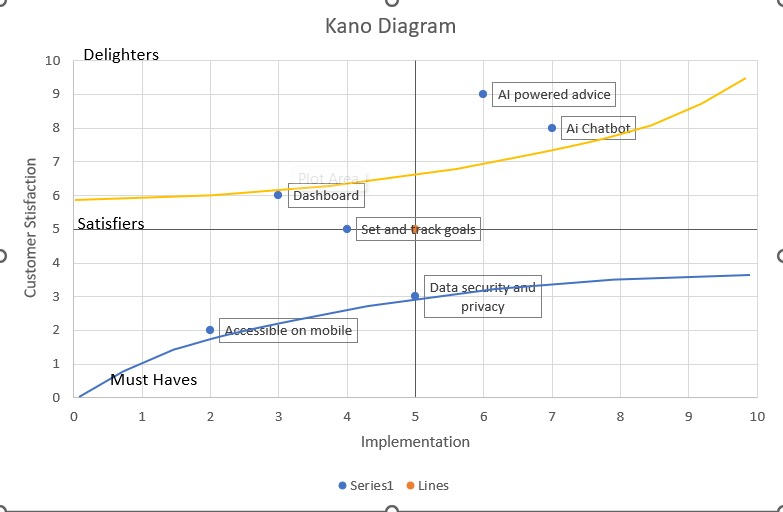 Kano Diagram
Delighters
10
9
8
7
6
5
4
3
2
1
0
Customer Stisfaction
AI powered advice
Ai Chatbot
Plot Area
Dashboard
Satisfiers
Set and track goals
Data security and
privacy
Accessible on mobile
Must Haves
0 1 2 3 4 5 6 7 8 9 10
Implementation
Series1 Lines